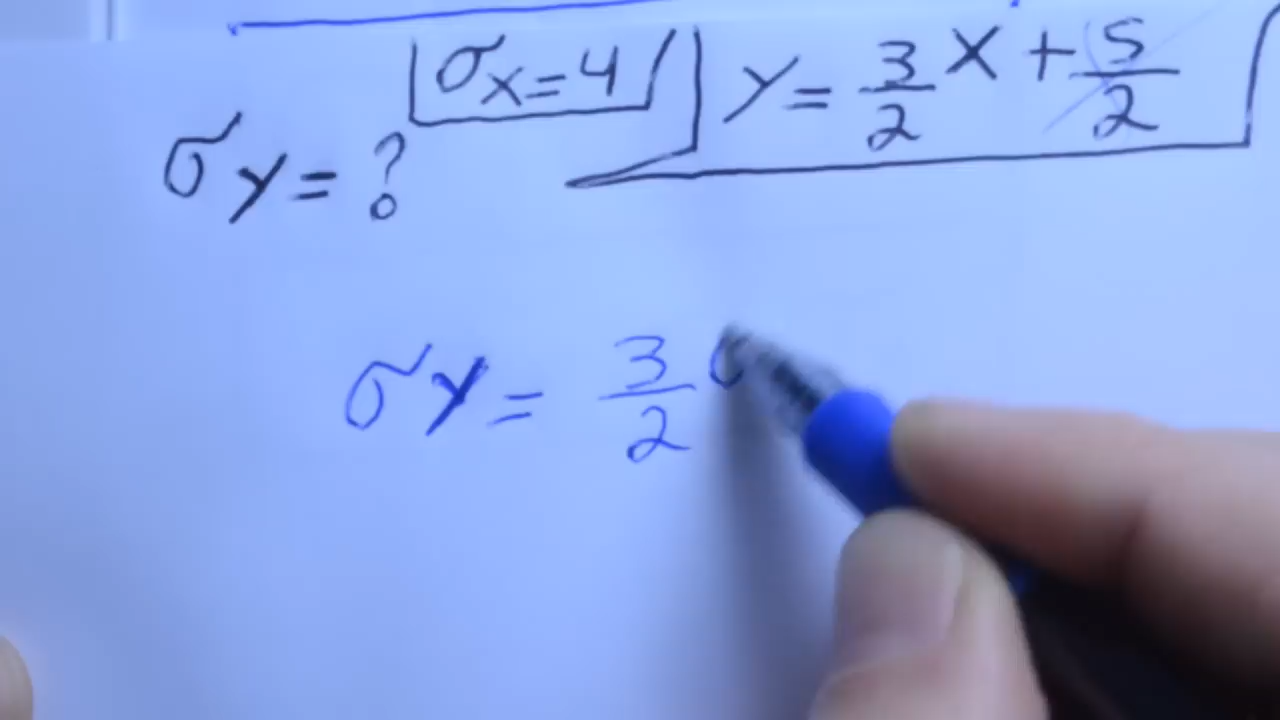 σx=4
y= 3/2 x + 5/2
σy= ?
σy= 3/2 σ